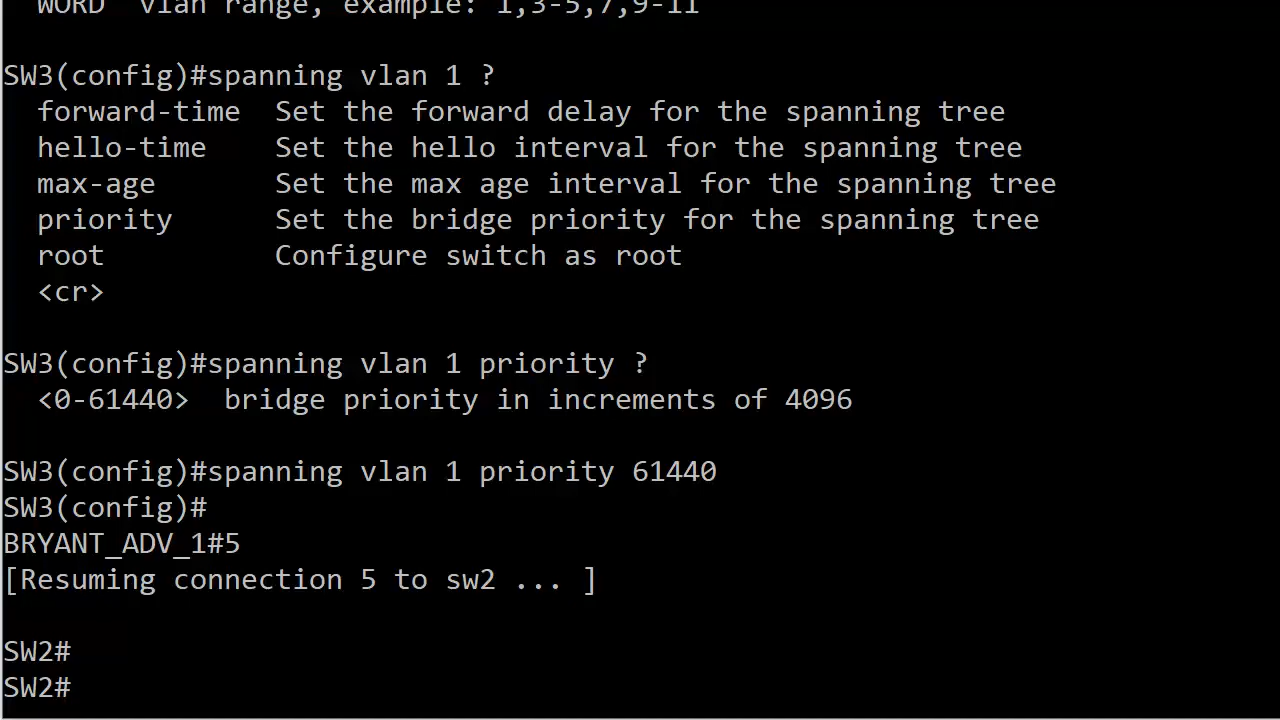 WORD  vlan range, example: 1,3-5,7,9-11
SW3(config)#spanning vlan 1 ?
forward-time  Set the forward delay for the spanning tree
hello-time    Set the hello interval for the spanning tree
max-age       Set the max age interval for the spanning tree
priority      Set the bridge priority for the spanning tree
root          Configure switch as root
<cr>
SW3(config)#spanning vlan 1 priority ?
<0-61440>  bridge priority in increments of 4096
SW3(config)#spanning vlan 1 priority 61440
SW3(config)#
BRYANT_ADV_1#5
[Resuming connection 5 to sw2 ... ]
SW2#
SW2#